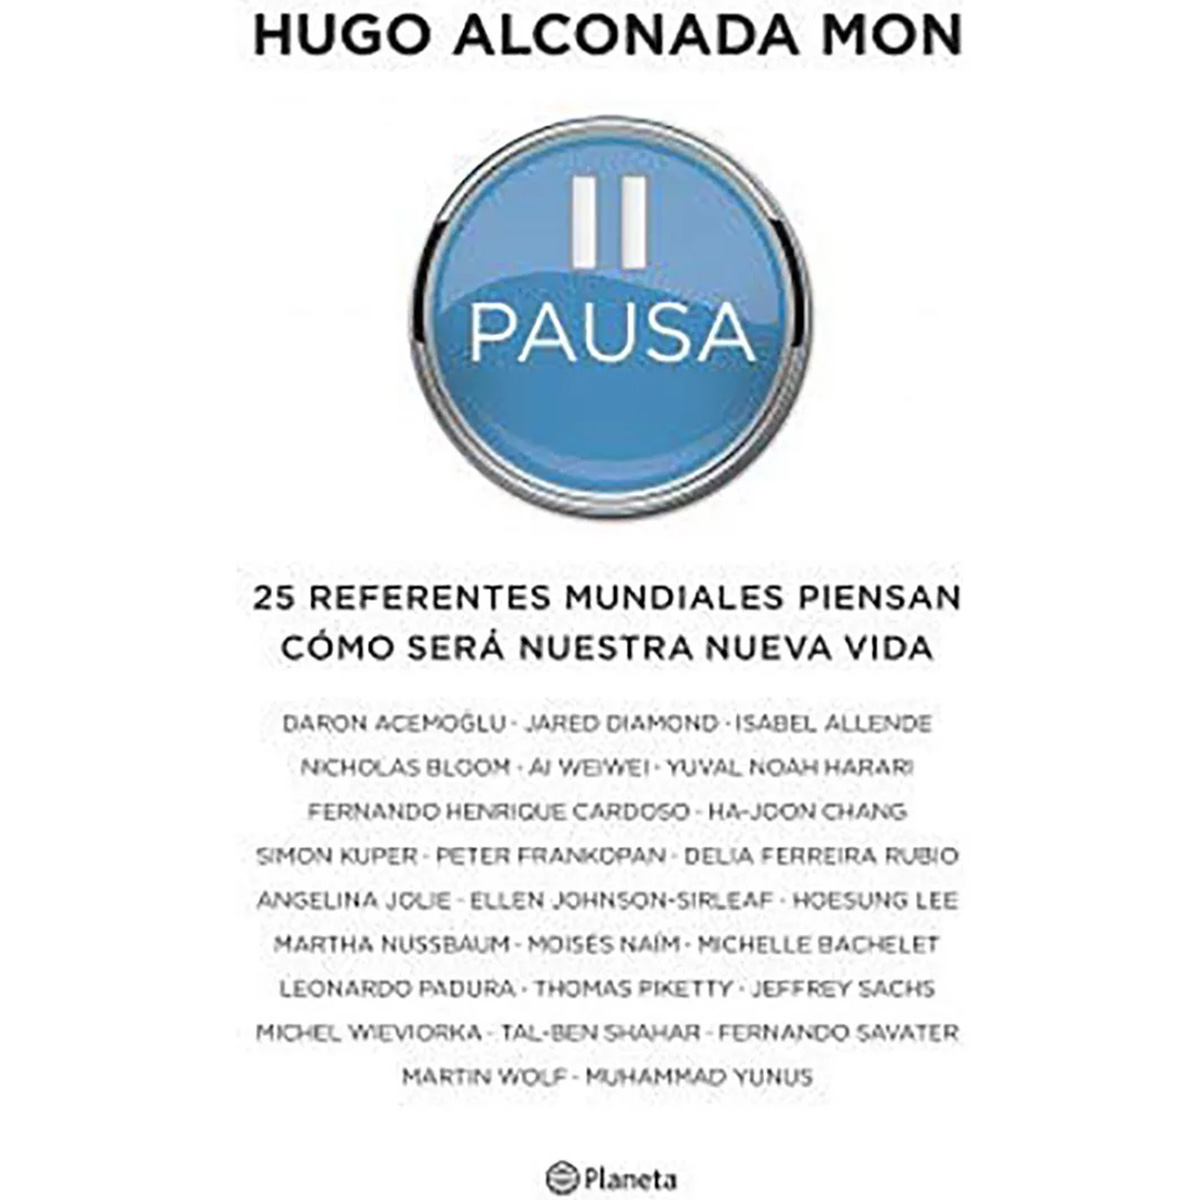 HUGO ALCONADA MON
PAUSA
25 REFERENTES MUNDIALES PIENSAN
CÓMO SERÁ NUESTRA NUEVA VIDA
DARON ACEMOĞLU · JARED DIAMOND · ISABEL ALLENDE
NICHOLAS BLOOM · AI WEIWEI · YUVAL NOAH HARARI
FERNANDO HENRIQUE CARDOSO · HA-JOON CHANG
SIMON KUPER · PETER FRANKOPAN · DELIA FERREIRA RUBIO
ANGELINA JOLIE · ELLEN JOHNSON-SIRLEAF · HOESUNG LEE
MARTHA NUSSBAUM · MOISÉS NAÍM · MICHELLE BACHELET
LEONARDO PADURA · THOMAS PIKETTY · JEFFREY SACHS
MICHEL WIEVIORKA · TAL-BEN SHAHAR · FERNANDO SAVATER
MARTIN WOLF · MUHAMMAD YUNUS
Planeta